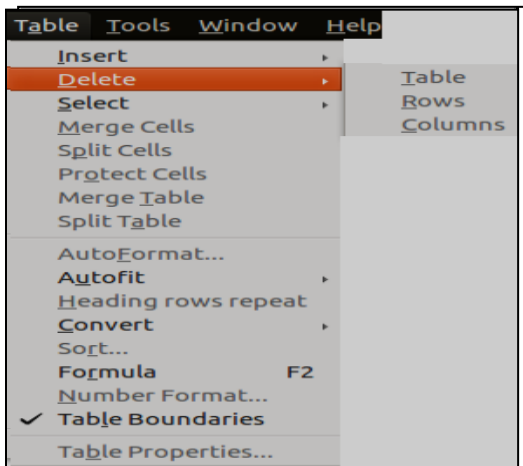 Table Tools Window Help
Insert
Delete
Select
Merge Cells
Split Cells
Protect Cells
Merge Table
Split Table
AutoFormat...
Autofit
Heading rows repeat
Convert
Sort...
Formula F2
Number Format...
Table Boundaries
Table Properties...
Table
Rows
Columns